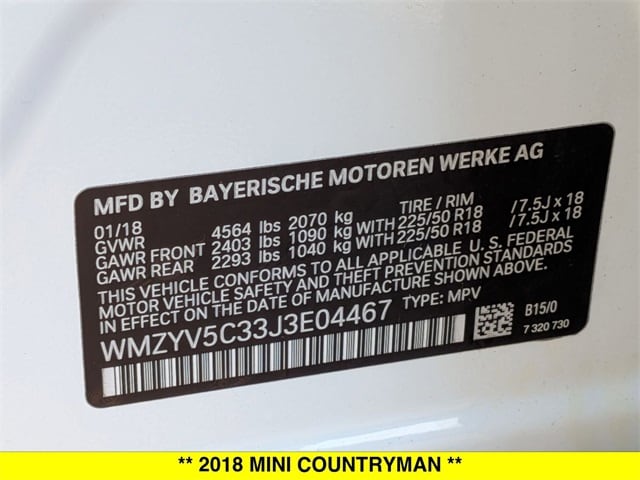 MFD BY BAYERISCHE MOTOREN WERKE AG
01/18 TIRE / RIM
GVWR 4564 lbs 2070 kg
GAWR FRONT 2403 lbs 1090 kg WITH 225/50 R18 /7.5J x 18
GAWR REAR 2293 lbs 1040 kg WITH 225/50 R18 /7.5J x 18
THIS VEHICLE CONFORMS TO ALL APPLICABLE U. S. FEDERAL
MOTOR VEHICLE SAFETY AND THEFT PREVENTION STANDARDS
IN EFFECT ON THE DATE OF MANUFACTURE SHOWN ABOVE.
WMZYV5C33J3E04467 TYPE: MPV
B15/0
7 320 730
** 2018 MINI COUNTRYMAN **